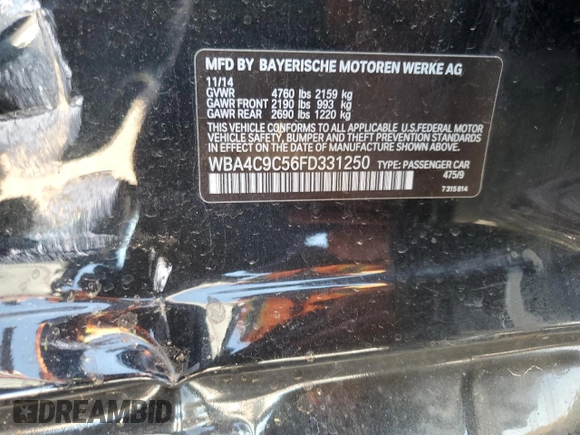 MFD BY BAYERISCHE MOTOREN WERKE AG
11/14
GVWR 4760 lbs 2159 kg
GAWR FRONT 2190 lbs 993 kg
GAWR REAR 2690 lbs 1220 kg
THIS VEHICLE CONFORMS TO ALL APPLICABLE U.S.FEDERAL MOTOR
VEHICLE SAFETY, BUMPER AND THEFT PREVENTION STANDARDS
IN EFFECT ON THE DATE OF MANUFACTURE SHOWN ABOVE.
WBA4C9C56FD331250 TYPE: PASSENGER CAR
475/9
7 315 814
DREAMBID